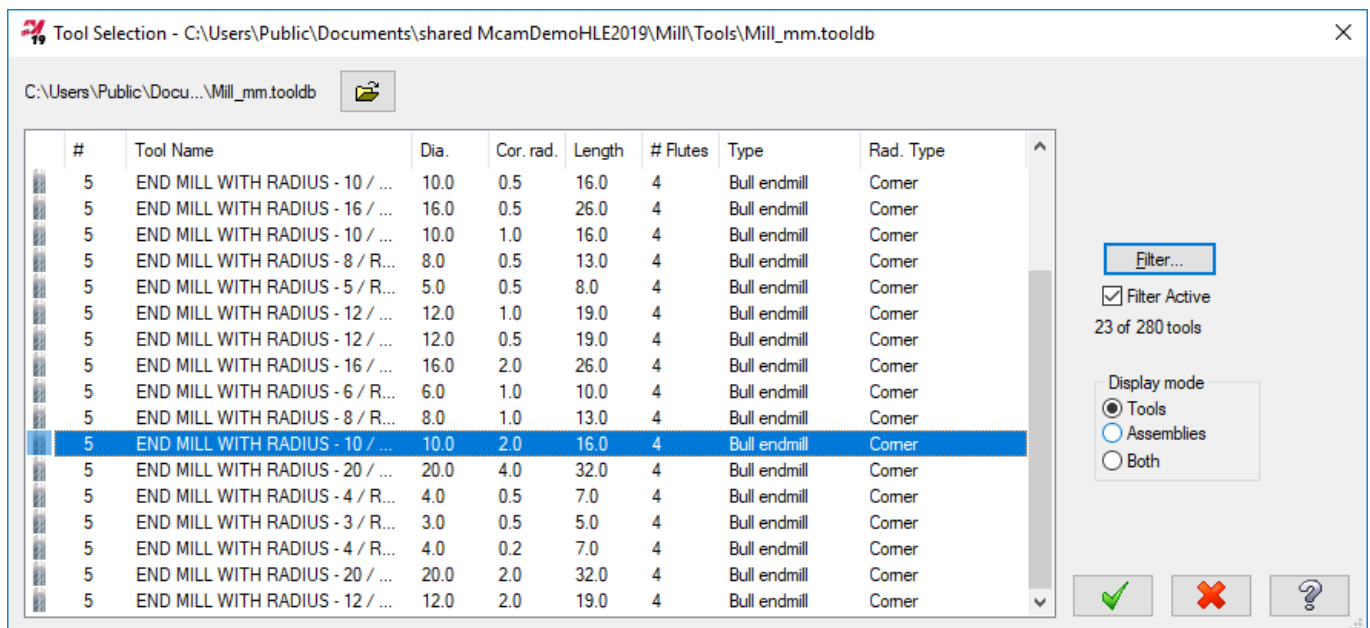 19 Tool Selection - C:\Users\Public\Documents\shared McamDemoHLE2019\Mill\Tools\Mill_mm.tooldb
C:\Users\Public\Docu...\Mill_mm.tooldb
# Tool Name Dia. Cor. rad. Length # Flutes Type Rad. Type
5 END MILL WITH RADIUS - 10 / ... 10.0 0.5 16.0 4 Bull endmill Corner
5 END MILL WITH RADIUS - 16 / ... 16.0 0.5 26.0 4 Bull endmill Corner
5 END MILL WITH RADIUS - 10 / ... 10.0 1.0 16.0 4 Bull endmill Corner
5 END MILL WITH RADIUS - 8 / R... 8.0 0.5 13.0 4 Bull endmill Corner
5 END MILL WITH RADIUS - 5 / R... 5.0 0.5 8.0 4 Bull endmill Corner
5 END MILL WITH RADIUS - 12 / ... 12.0 1.0 19.0 4 Bull endmill Corner
5 END MILL WITH RADIUS - 12 / ... 12.0 0.5 19.0 4 Bull endmill Corner
5 END MILL WITH RADIUS - 16 / ... 16.0 2.0 26.0 4 Bull endmill Corner
5 END MILL WITH RADIUS - 6 / R... 6.0 1.0 10.0 4 Bull endmill Corner
5 END MILL WITH RADIUS - 8 / R... 8.0 1.0 13.0 4 Bull endmill Corner
5 END MILL WITH RADIUS - 10 / ... 10.0 2.0 16.0 4 Bull endmill Corner
5 END MILL WITH RADIUS - 20 / ... 20.0 4.0 32.0 4 Bull endmill Corner
5 END MILL WITH RADIUS - 4 / R... 4.0 0.5 7.0 4 Bull endmill Corner
5 END MILL WITH RADIUS - 3 / R... 3.0 0.5 5.0 4 Bull endmill Corner
5 END MILL WITH RADIUS - 4 / R... 4.0 0.2 7.0 4 Bull endmill Corner
5 END MILL WITH RADIUS - 20 / ... 20.0 2.0 32.0 4 Bull endmill Corner
5 END MILL WITH RADIUS - 12 / ... 12.0 2.0 19.0 4 Bull endmill Corner
Filter...
Filter Active
23 of 280 tools
Display mode
Tools
Assemblies
Both